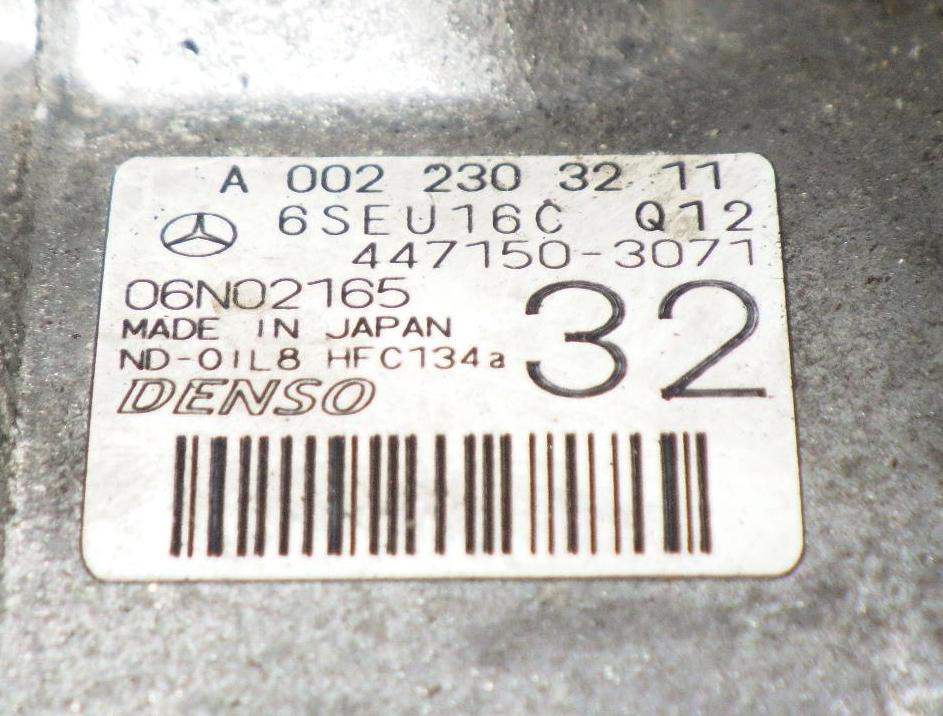 A 002 230 32 11
6SEU16C Q12
447150-3071
06N02165
32
MADE IN JAPAN
ND-OIL8 HFC134a
DENSO